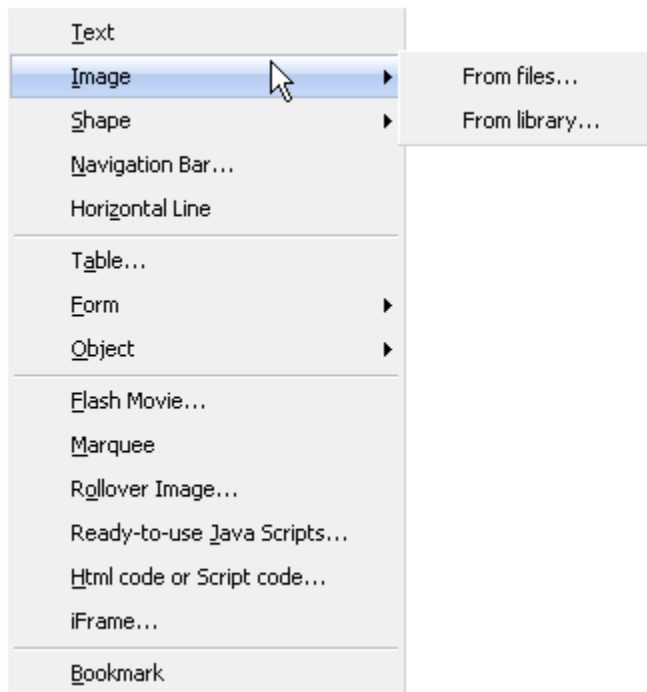 Text
Image
From files...
Shape
From library...
Navigation Bar...
Horizontal Line
Table...
Form
Object
Flash Movie...
Marquee
Rollover Image...
Ready-to-use Java Scripts...
Html code or Script code...
iFrame...
Bookmark